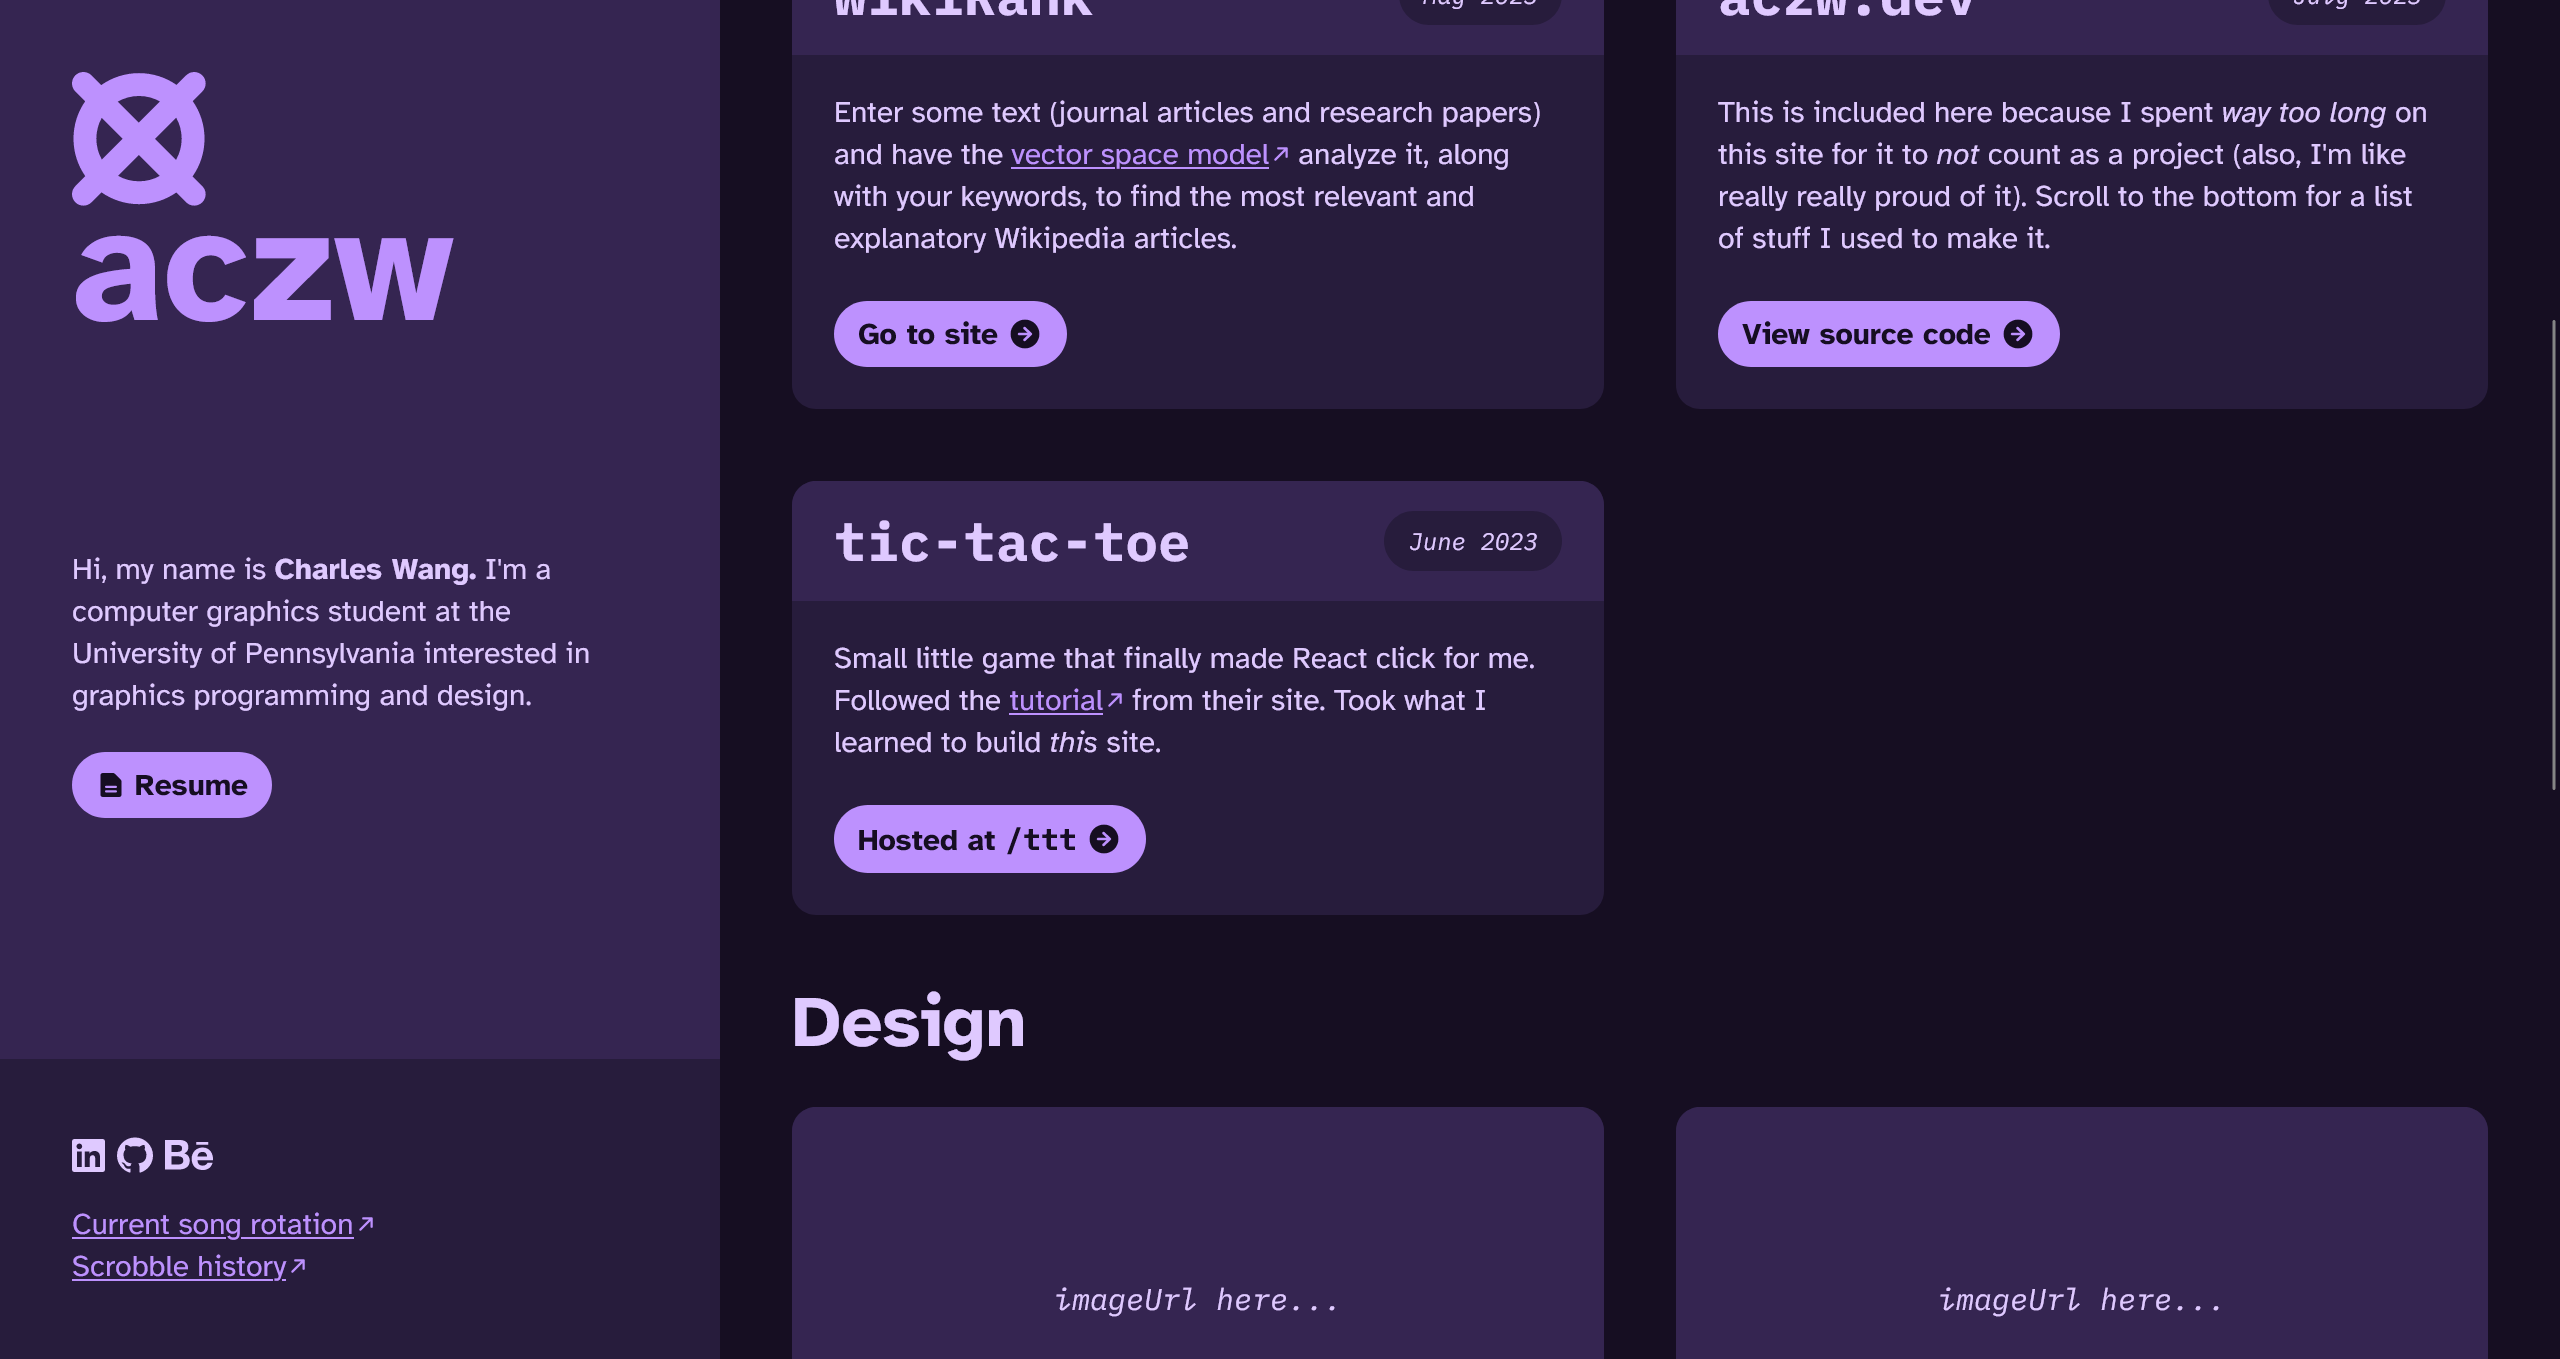 aczw
Hi, my name is Charles Wang. I'm a
computer graphics student at the
University of Pennsylvania interested in
graphics programming and design.
Resume
Bē
Current song rotation
Scrobble history
wikiRank
May 2023
Enter some text (journal articles and research papers)
and have the vector space model analyze it, along
with your keywords, to find the most relevant and
explanatory Wikipedia articles.
Go to site
aczw.dev
July 2023
This is included here because I spent way too long on
this site for it to not count as a project (also, I'm like
really really proud of it). Scroll to the bottom for a list
of stuff I used to make it.
View source code
tic-tac-toe
June 2023
Small little game that finally made React click for me.
Followed the tutorial from their site. Took what I
learned to build this site.
Hosted at /ttt
Design
imageUrl here...
imageUrl here...